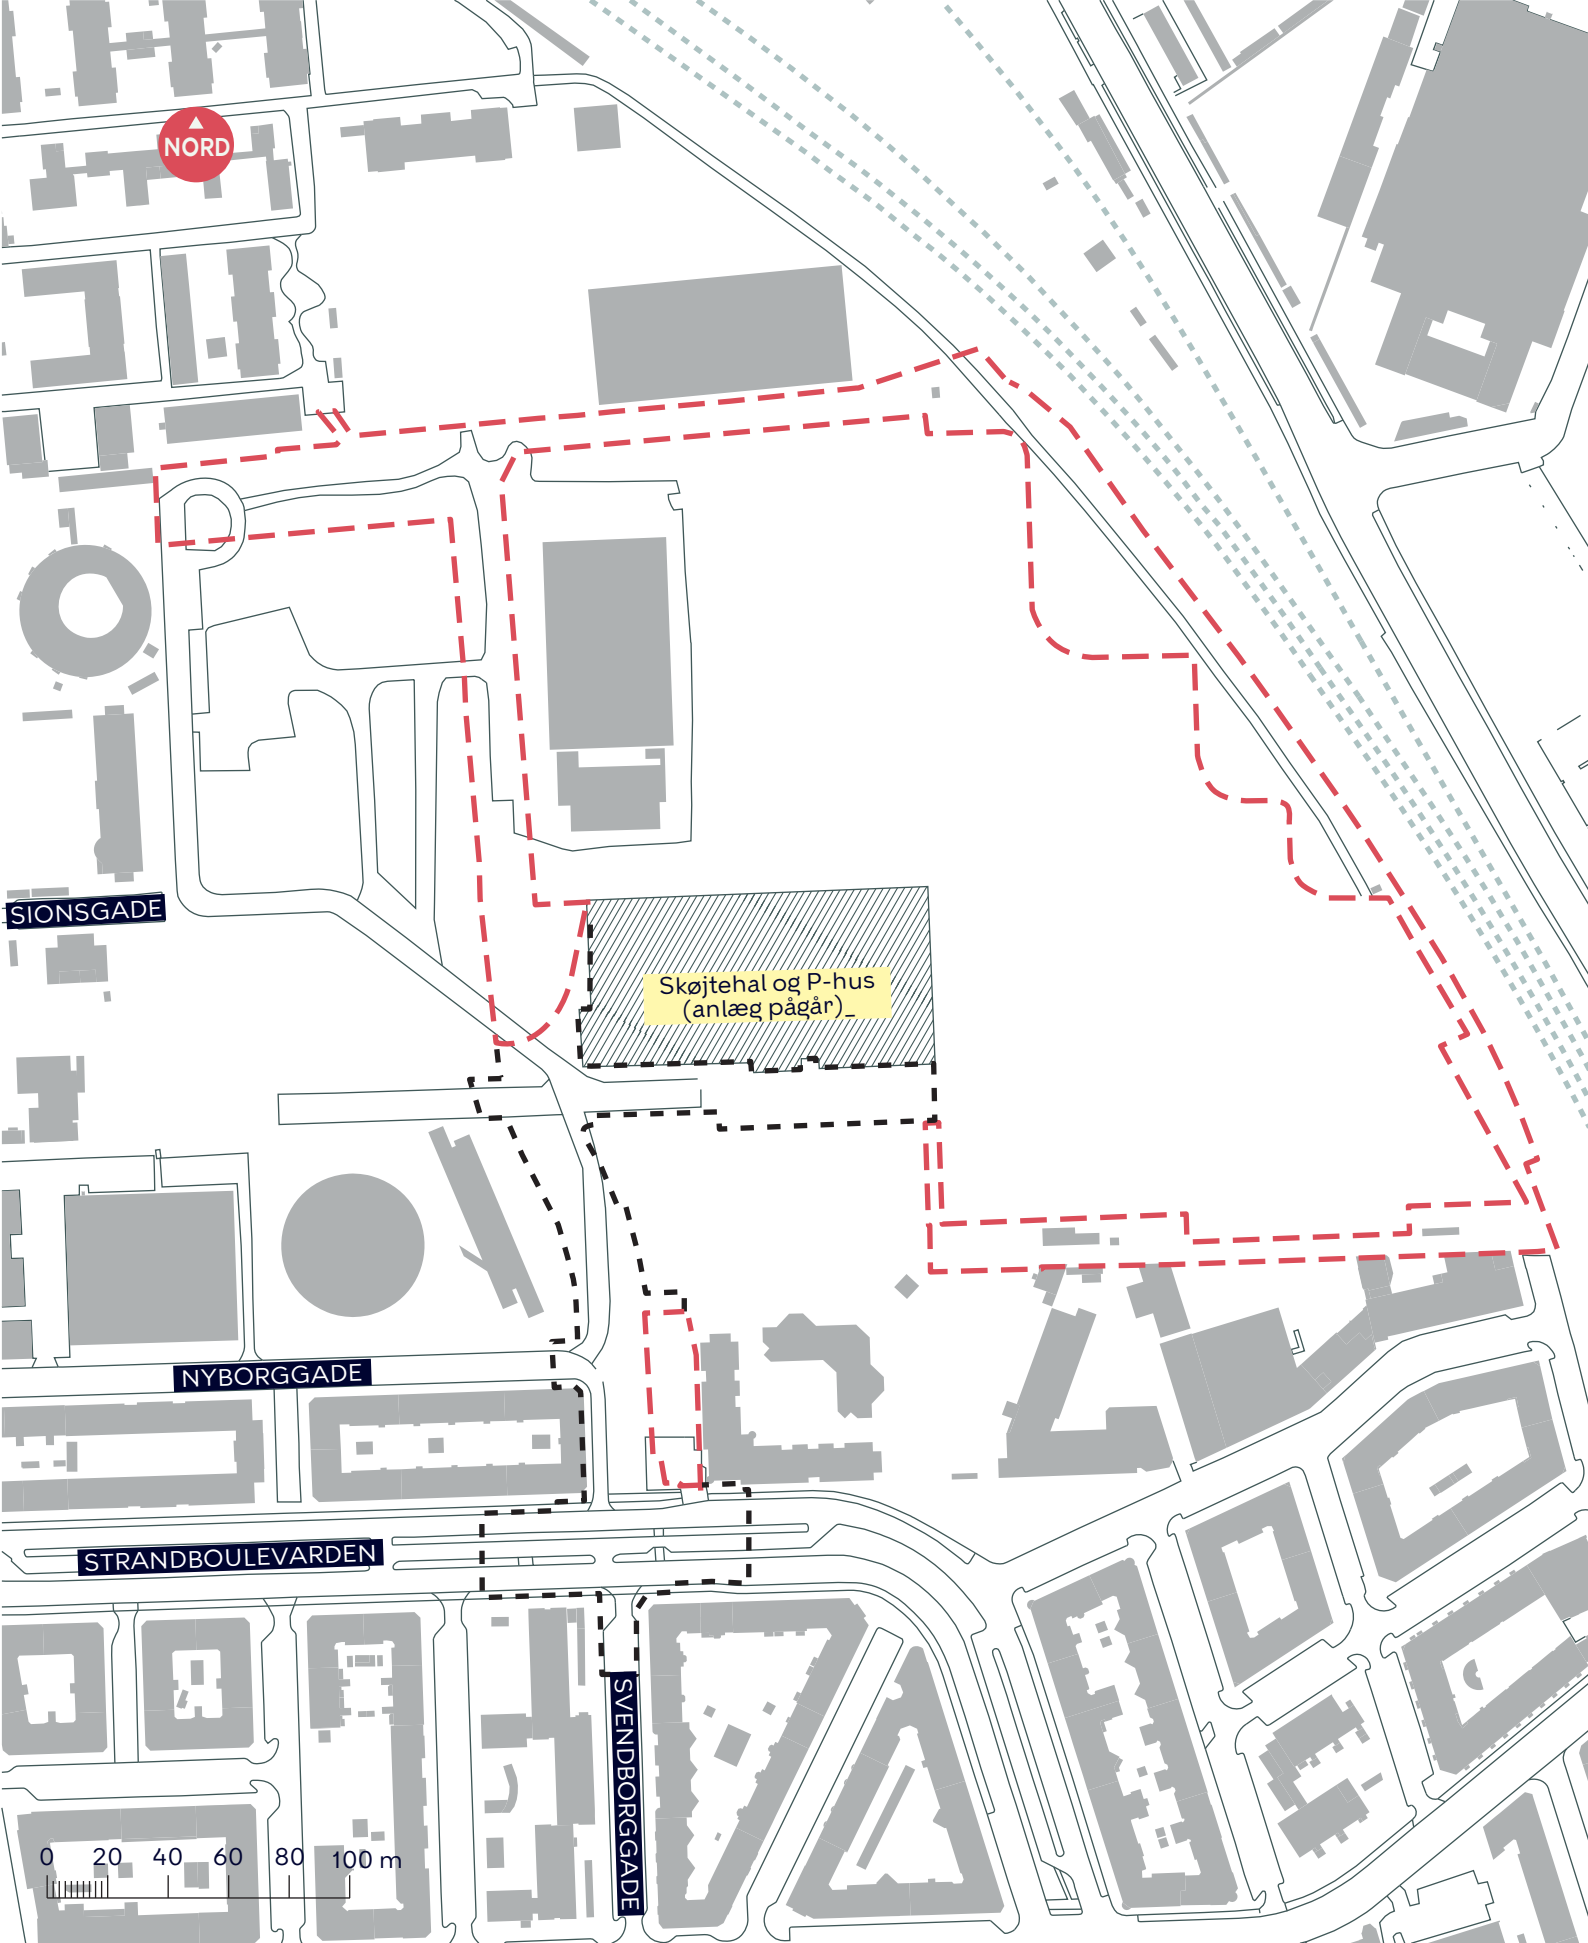 NORD
SIONSGADE
Skøjtehal og P-hus
(anlæg pågår)_
NYBORGGADE
STRANDBOULEVARDEN
SVENDBORGGADE
0 20 40 60 80 100 m